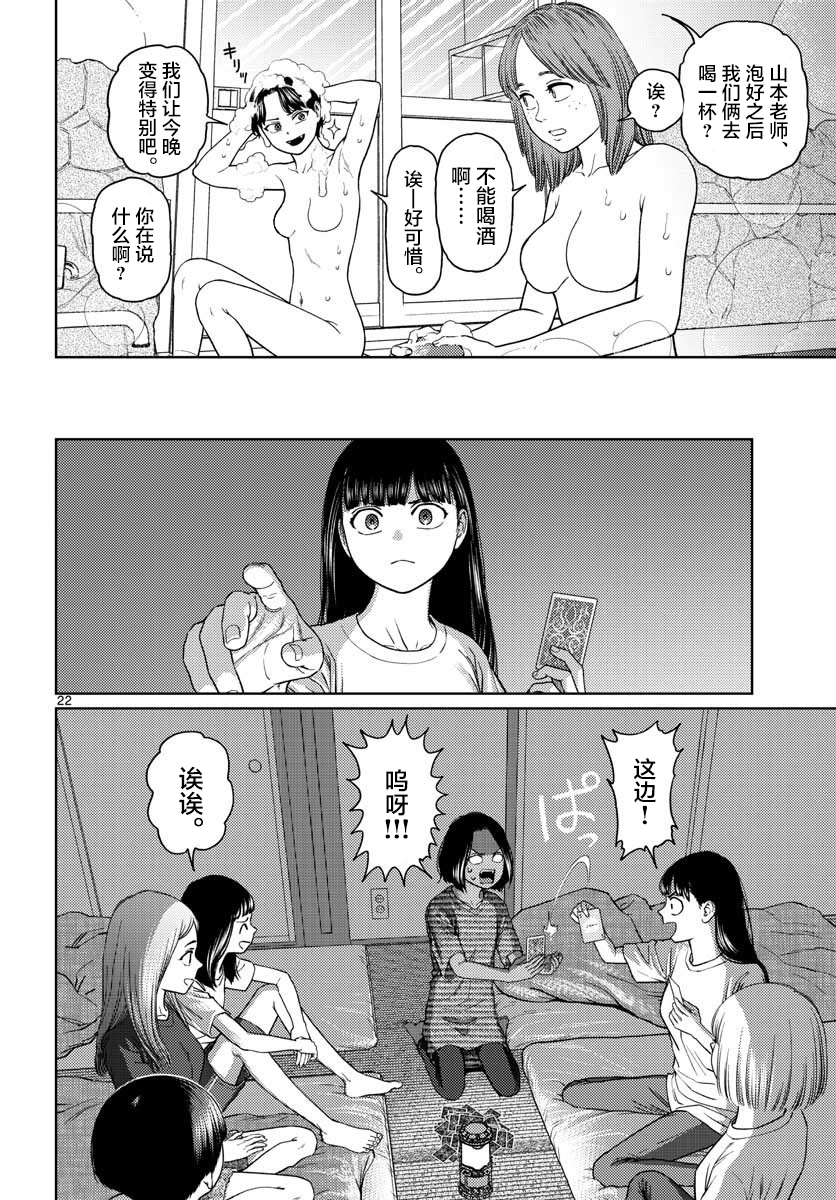 山本老师、
泡好之后
我们俩去
喝一杯？
诶？
不能喝酒
啊……
诶—好可惜。
キリッ
我们让今晚
变得特别吧。
你在说
什么啊？
22
这边！
ぱっ
呜呀
!!!
诶诶。